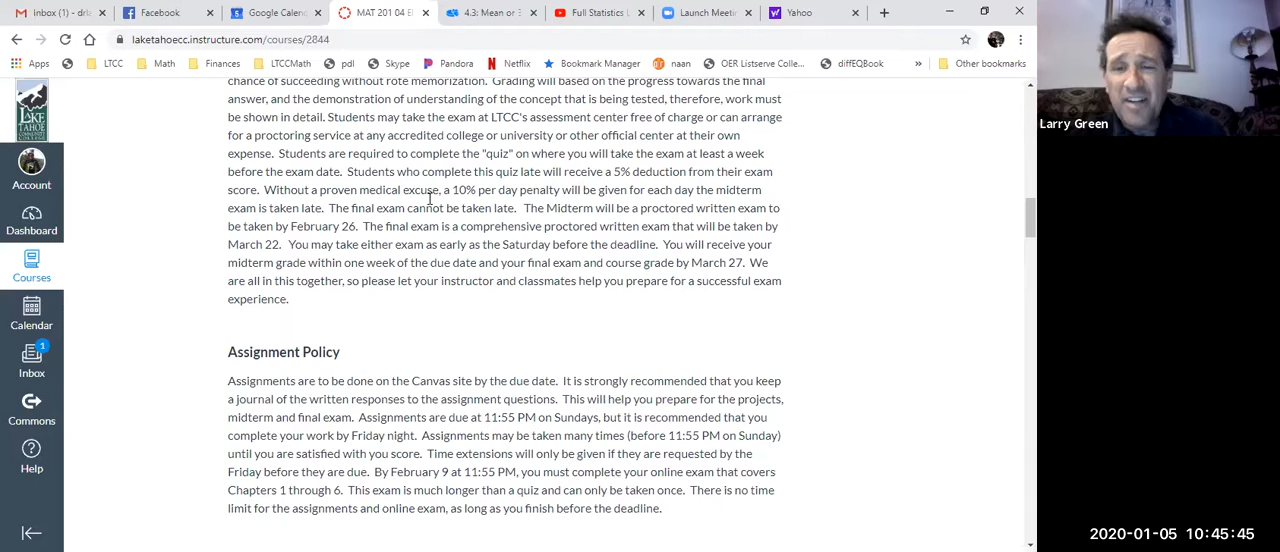 Inbox (1) - drla
Facebook
Google Calen
MAT 201 04 El
4.3: Mean or E
Full Statistics L
Launch Meetin
Yahoo
laketahoecc.instructure.com/courses/2844
Apps
LTCC
Math
Finances
LTCCMath
pdl
Skype
Pandora
Netflix
Bookmark Manager
naan
OER Listserve Colle...
diffEQBook
Other bookmarks
LAKE
TAHOE
COMMUNITY
COLLEGE
Account
Dashboard
Courses
Calendar
1
Inbox
Commons
Help
chance of succeeding without rote memorization. Grading will based on the progress towards the final
answer, and the demonstration of understanding of the concept that is being tested, therefore, work must
be shown in detail. Students may take the exam at LTCC's assessment center free of charge or can arrange
for a proctoring service at any accredited college or university or other official center at their own
expense. Students are required to complete the "quiz" on where you will take the exam at least a week
before the exam date. Students who complete this quiz late will receive a 5% deduction from their exam
score. Without a proven medical excuse, a 10% per day penalty will be given for each day the midterm
exam is taken late. The final exam cannot be taken late. The Midterm will be a proctored written exam to
be taken by February 26. The final exam is a comprehensive proctored written exam that will be taken by
March 22. You may take either exam as early as the Saturday before the deadline. You will receive your
midterm grade within one week of the due date and your final exam and course grade by March 27. We
are all in this together, so please let your instructor and classmates help you prepare for a successful exam
experience.
Assignment Policy
Assignments are to be done on the Canvas site by the due date. It is strongly recommended that you keep
a journal of the written responses to the assignment questions. This will help you prepare for the projects,
midterm and final exam. Assignments are due at 11:55 PM on Sundays, but it is recommended that you
complete your work by Friday night. Assignments may be taken many times (before 11:55 PM on Sunday)
until you are satisfied with you score. Time extensions will only be given if they are requested by the
Friday before they are due. By February 9 at 11:55 PM, you must complete your online exam that covers
Chapters 1 through 6. This exam is much longer than a quiz and can only be taken once. There is no time
limit for the assignments and online exam, as long as you finish before the deadline.
Larry Green
2020-01-05 10:45:45